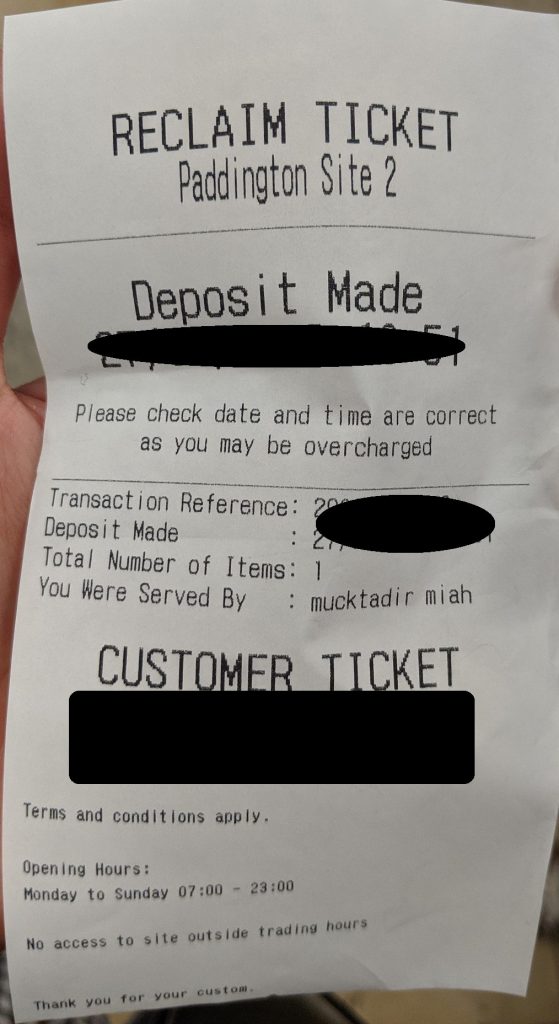 RECLAIM TICKET
Paddington Site 2
Deposit Made
Please check date and time are correct
as you may be overcharged
Transaction Reference:
Deposit Made :
Total Number of Items: 1
You Were Served By : mucktadir miah
CUSTOMER TICKET
Terms and conditions apply.
Opening Hours:
Monday to Sunday 07:00 - 23:00
No access to site outside trading hours
Thank you for your custom.